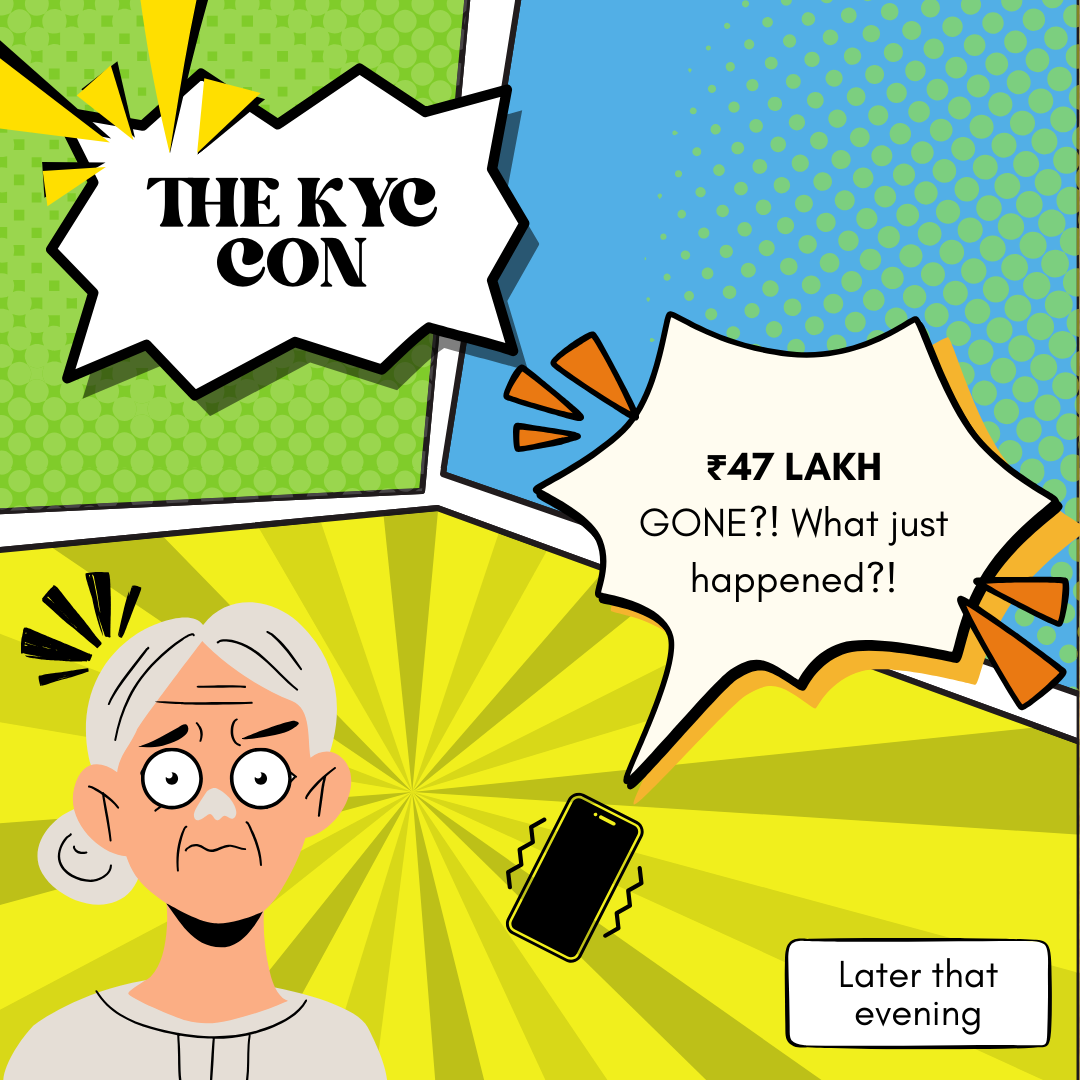 THE KYC
CON
₹47 LAKH
GONE?! What just
happened?!
Later that
evening